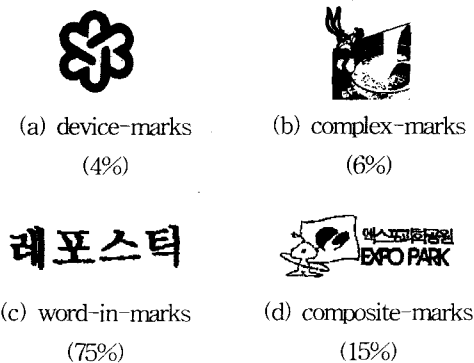 (a) device-marks
(4%)
(b) complex-marks
(6%)
레포스틱
(c) word-in-marks
(75%)
엑스포과학공원
EXPO PARK
(d) composite-marks
(15%)